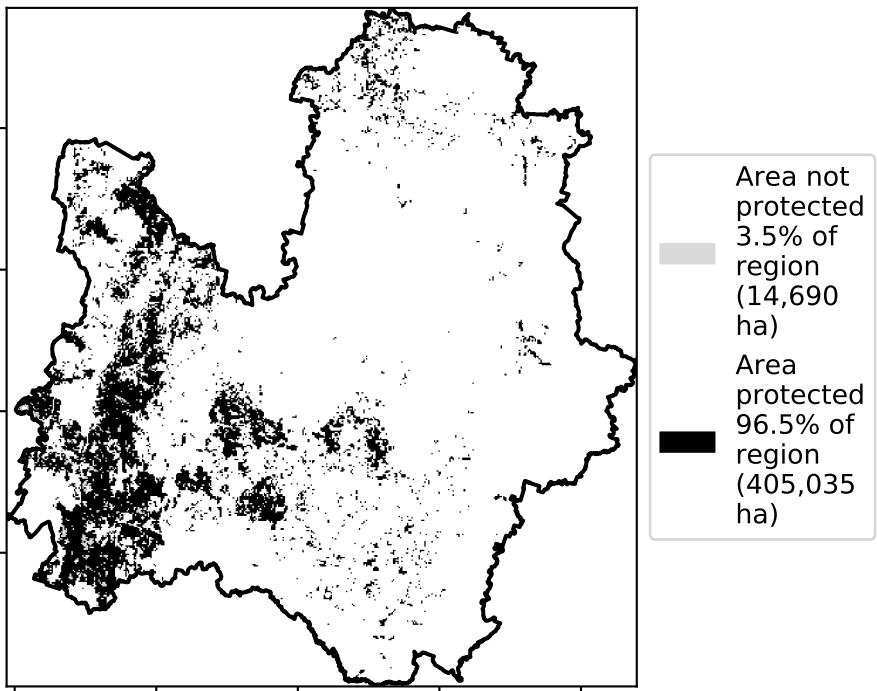 Area not
protected
3.5% of
region
(14,690
ha)
Area
protected
96.5% of
region
(405,035
ha)